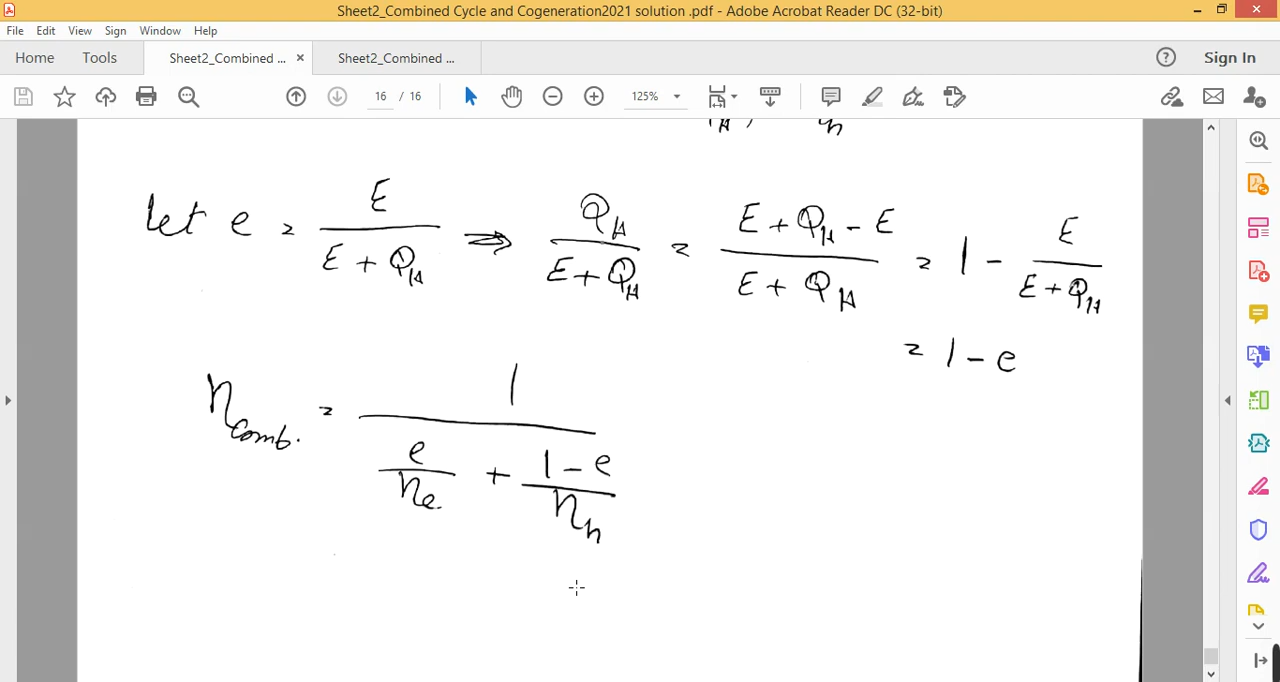 Sheet2_Combined Cycle and Cogeneration2021 solution .pdf - Adobe Acrobat Reader DC (32-bit)
File Edit View Sign Window Help
Home Tools Sheet2_Combined ... × Sheet2_Combined ... Sign In
16 / 16 125%
let e = E / (E + Q_H) ⇒ Q_H / (E + Q_H) = (E + Q_H - E) / (E + Q_H) = 1 - E / (E + Q_H)
= 1 - e
η_Comb. = 1 / (e / η_e + (1 - e) / η_h)